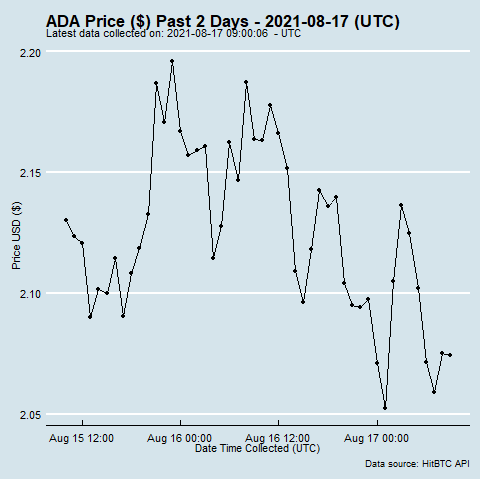 ADA Price ($) Past 2 Days - 2021-08-17 (UTC)
Latest data collected on: 2021-08-17 09:00:06 - UTC
2.20
2.15
2.10
2.05
Price USD ($)
Aug 15 12:00 Aug 16 00:00 Aug 16 12:00 Aug 17 00:00
Date Time Collected (UTC)
Data source: HitBTC API